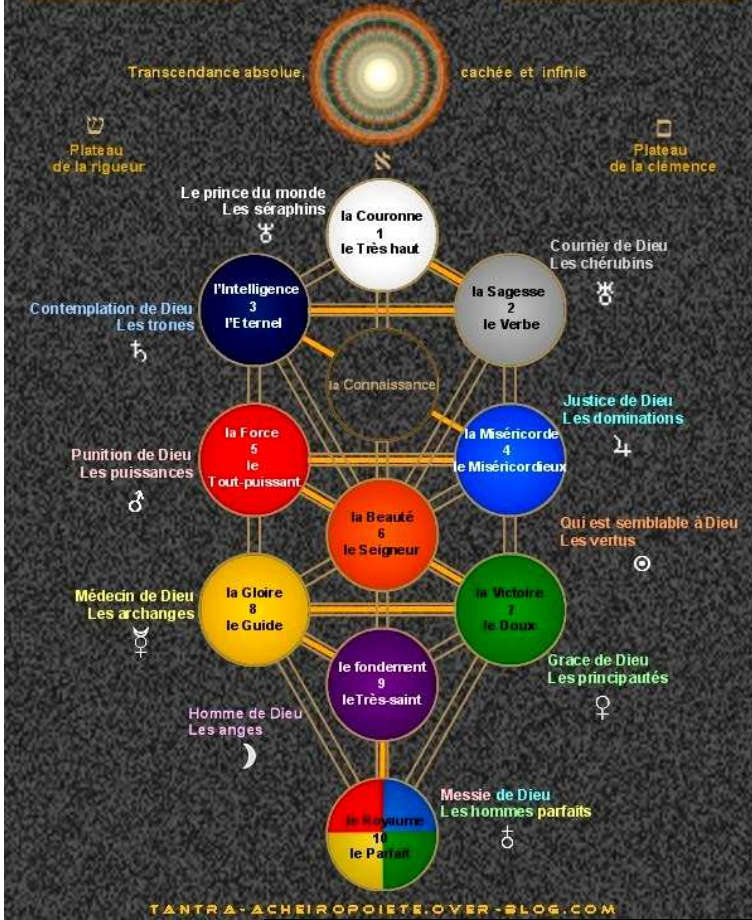 Transcendance absolue, cachée et infinie
ש
Plateau
de la rigueur
ם
Plateau
de la clémence
א
Le prince du monde
Les séraphins
la Couronne
1
le Très haut
Courrier de Dieu
Les chérubins
l'Intelligence
3
l'Eternel
la Sagesse
2
le Verbe
Contemplation de Dieu
Les trones
la Connaissance
Justice de Dieu
Les dominations
la Force
5
le
Tout-puissant
la Miséricorde
4
le Miséricordieux
Punition de Dieu
Les puissances
la Beauté
6
le Seigneur
Qui est semblable à Dieu
Les vertus
Médecin de Dieu
Les archanges
la Gloire
8
le Guide
la Victoire
7
le Doux
le fondement
9
le Très-saint
Grace de Dieu
Les principautés
Homme de Dieu
Les anges
le Royaume
10
le Parfait
Messie de Dieu
Les hommes parfaits
TANTRA-ACHEIROPOIETE.OVER-BLOG.COM